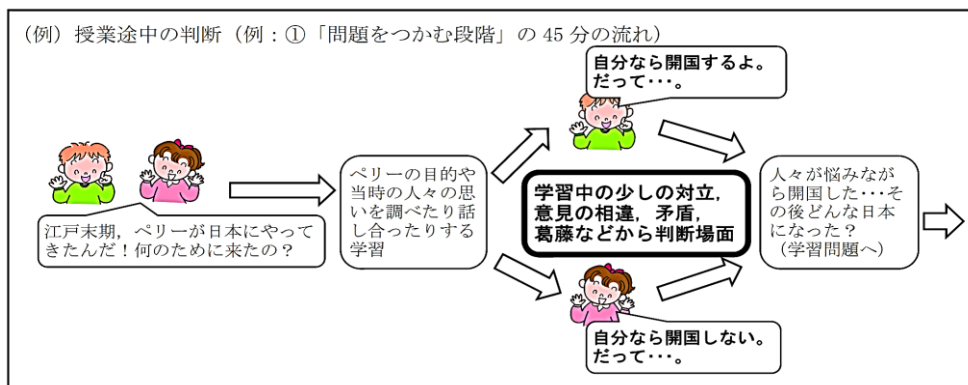 （例）授業途中の判断（例：①「問題をつかむ段階」の 45 分の流れ）
自分なら開国するよ。
だって・・・。
江戸末期，ペリーが日本にやって
きたんだ！何のために来たの？
ペリーの目的や
当時の人々の思
いを調べたり話
し合ったりする
学習
学習中の少しの対立，
意見の相違，矛盾，
葛藤などから判断場面
自分なら開国しない。
だって・・・。
人々が悩みなが
ら開国した・・・そ
の後どんな日本
になった？
（学習問題へ）